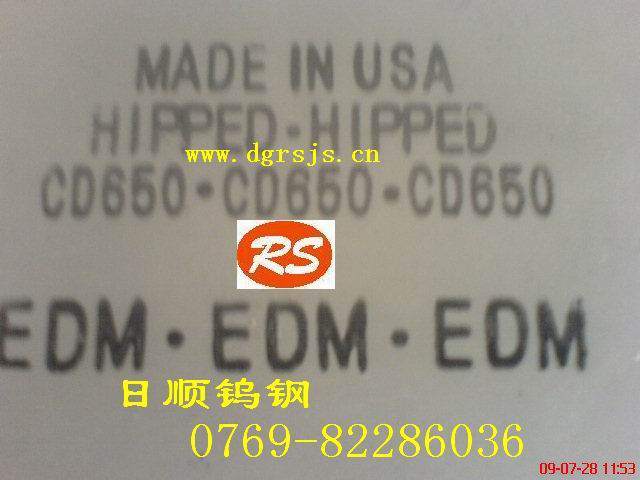 MADE IN USA
HIPPED·HIPPED
www.dgrsjs.cn
CD650·CD650·CD650
RS
EDM·EDM·EDM
日顺钨钢
0769-82286036
09-07-28 11:53